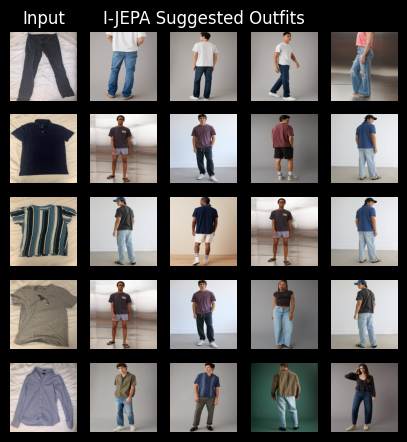 Input
I-JEPA Suggested Outfits